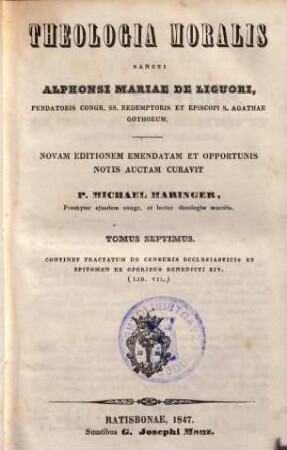 THEOLOGIA MORALIS
SANCTI
ALPHONSI MARIAE DE LIGUORI,
FUNDATORIS CONGR. SS. REDEMPTORIS ET EPISCOPI S. AGATHAE
GOTHORUM.
NOVAM EDITIONEM EMENDATAM ET OPPORTUNIS
NOTIS AUCTAM CURAVIT
P. MICHAEL HARINGER,
Presbyter ejusdem congr. et lector theologiæ moralis.
TOMUS SEPTIMUS.
CONTINET TRACTATUM DE CENSURIS ECCLESIASTICIS ET
EPITOMEN EX OPERIBUS BENEDICTI XIV.
(LIB. VII.)
RATISBONAE, 1847.
Sumtibus G. Josephi Manz.